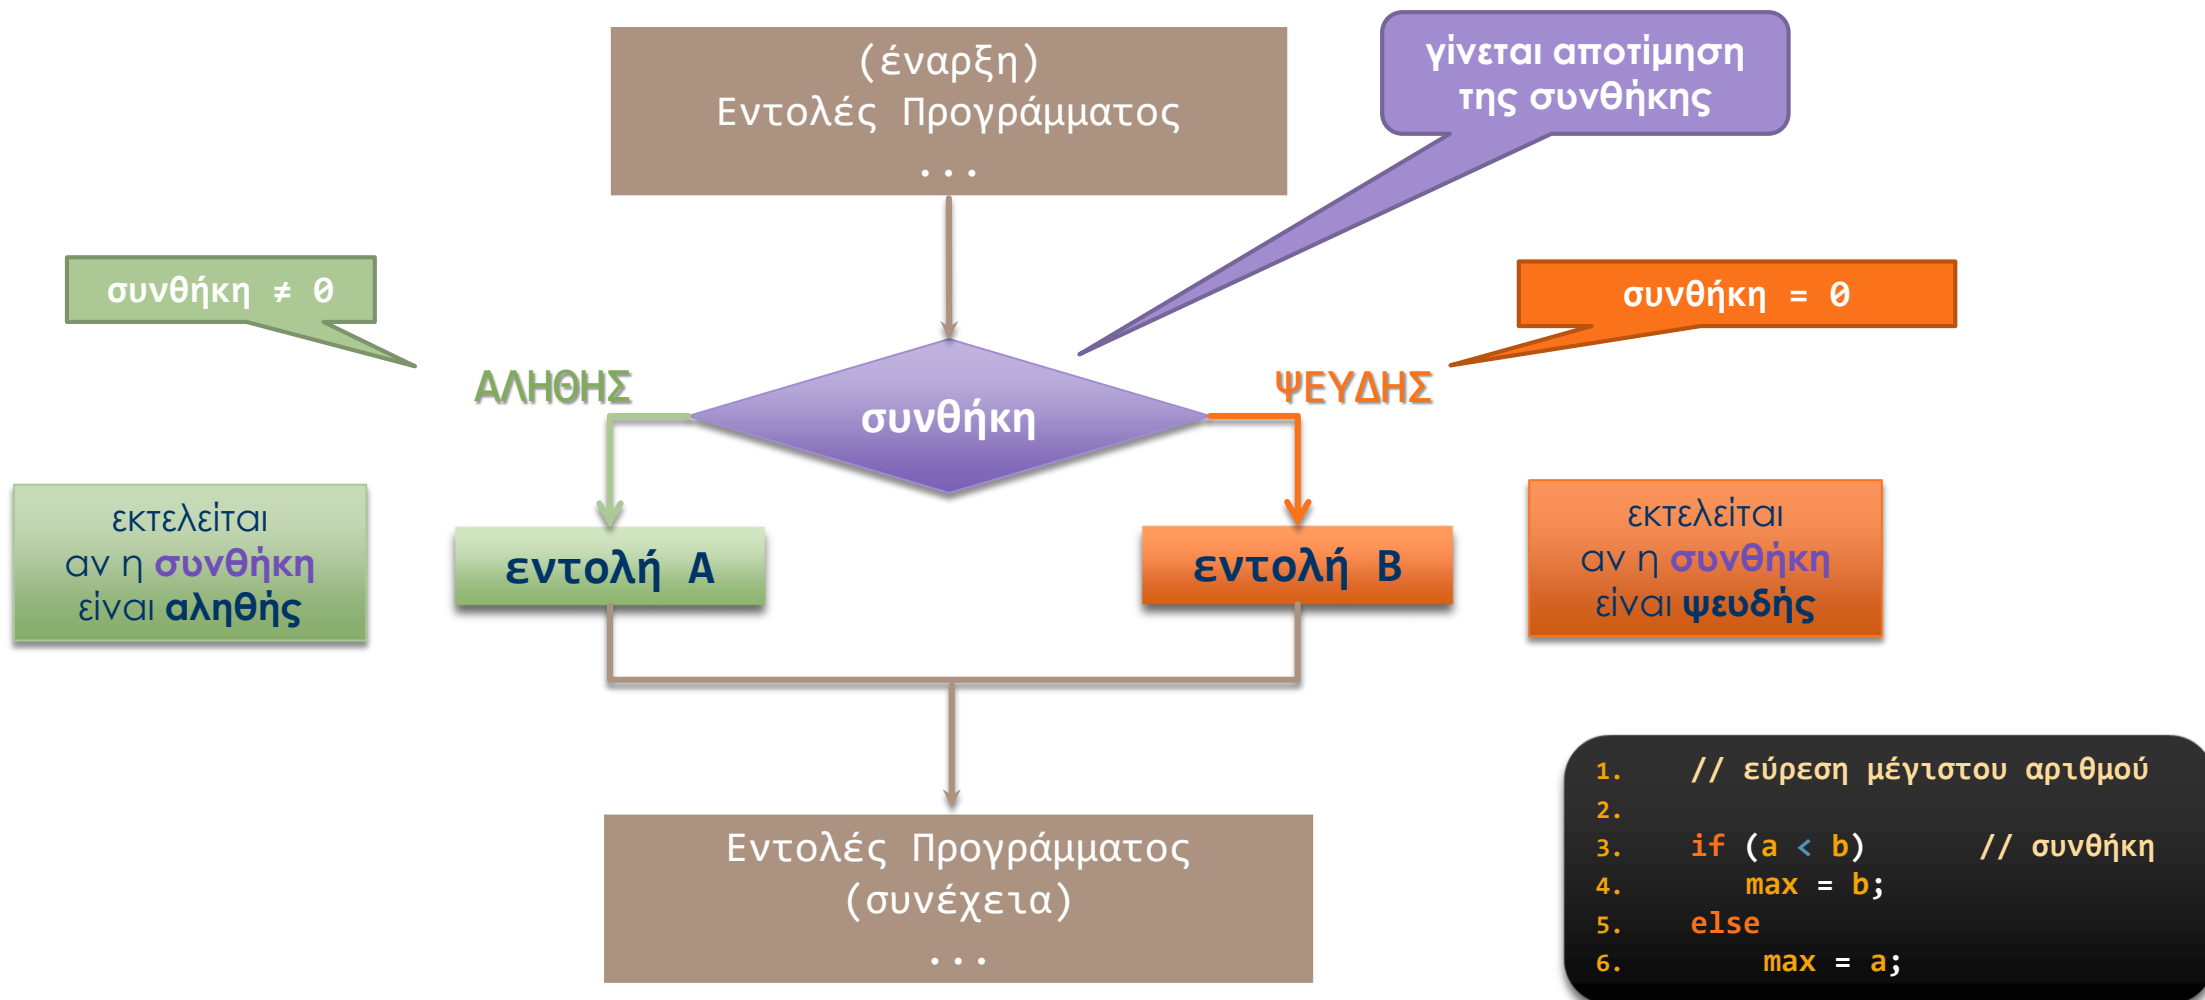 (έναρξη)
Εντολές Προγράμματος
...
γίνεται αποτίμηση
της συνθήκης
συνθήκη ≠ 0
συνθήκη = 0
ΑΛΗΘΗΣ
συνθήκη
ΨΕΥΔΗΣ
εκτελείται
αν η συνθήκη
είναι αληθής
εντολή Α
εντολή Β
εκτελείται
αν η συνθήκη
είναι ψευδής
Εντολές Προγράμματος
(συνέχεια)
...
1. // εύρεση μέγιστου αριθμού
2.
3. if (a < b) // συνθήκη
4. max = b;
5. else
6. max = a;